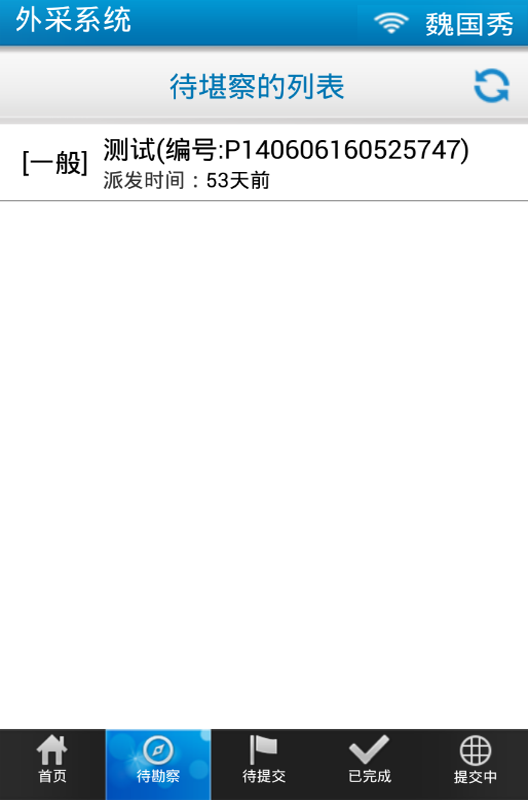 外采系统
魏国秀
待堪察的列表
[一般]
测试(编号:P140606160525747)
派发时间：53天前
首页
待勘察
待提交
已完成
提交中